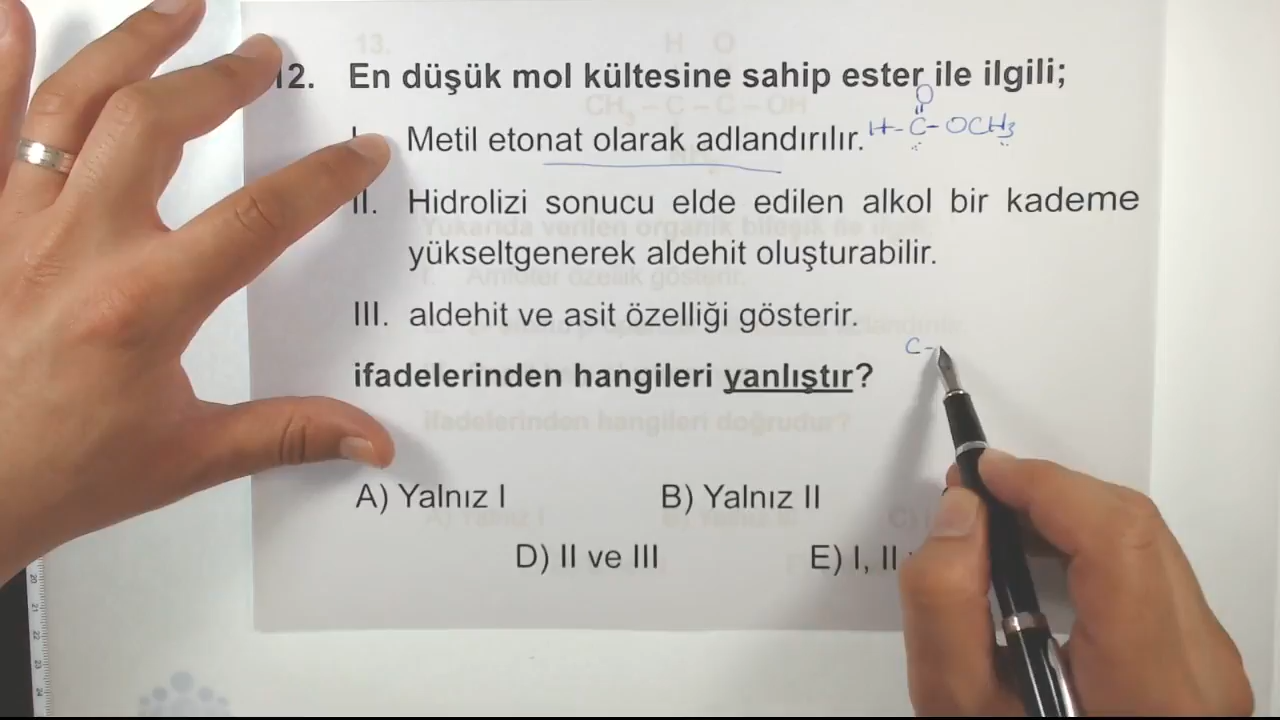 12. En düşük mol kültesine sahip ester ile ilgili;
O
I. Metil etonat olarak adlandırılır. H-C-OCH3
II. Hidrolizi sonucu elde edilen alkol bir kademe
yükseltgenerek aldehit oluşturabilir.
III. aldehit ve asit özelliği gösterir.
C-
ifadelerinden hangileri yanlıştır?
A) Yalnız I B) Yalnız II
D) II ve III E) I, II